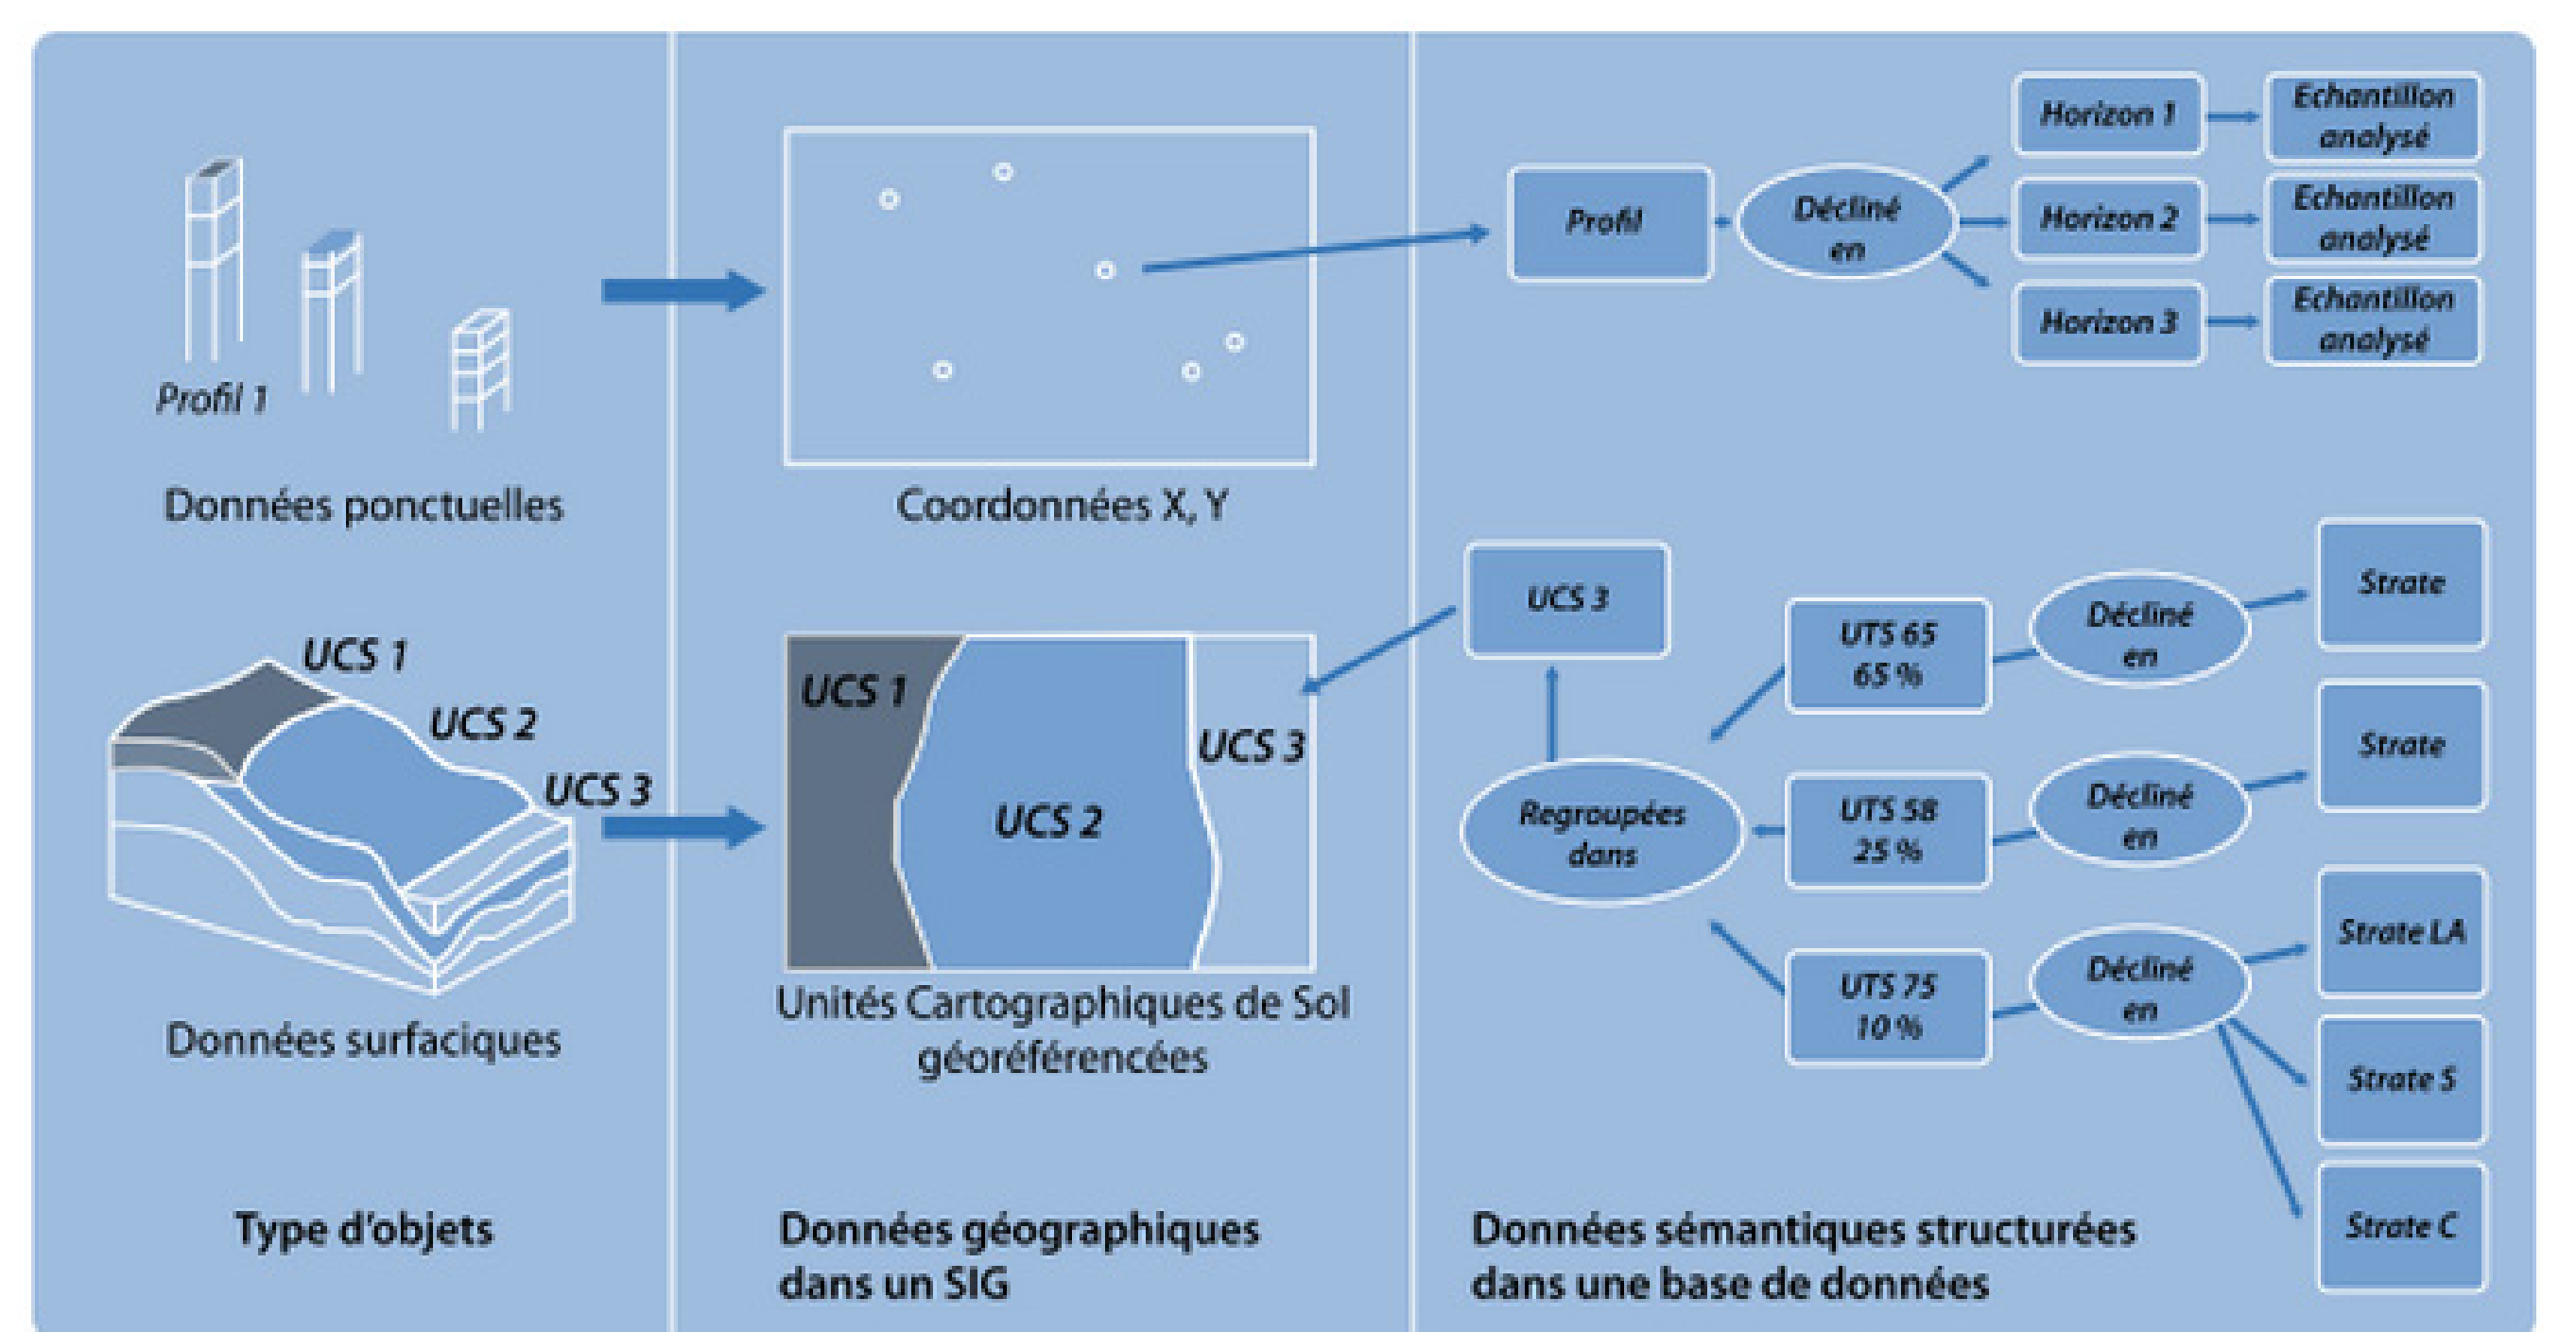 Profil 1
Données ponctuelles
UCS 1
UCS 2
UCS 3
Données surfaciques
Type d'objets
Coordonnées X, Y
UCS 1
UCS 2
UCS 3
Unités Cartographiques de Sol
géoréférencées
Données géographiques
dans un SIG
Profil
Décliné
en
Horizon 1
Echantillon
analysé
Horizon 2
Echantillon
analysé
Horizon 3
Echantillon
analysé
UCS 3
Regroupées
dans
UTS 65
65 %
Décliné
en
Strate
UTS 58
25 %
Décliné
en
Strate
UTS 75
10 %
Décliné
en
Strate LA
Strate S
Strate C
Données sémantiques structurées
dans une base de données